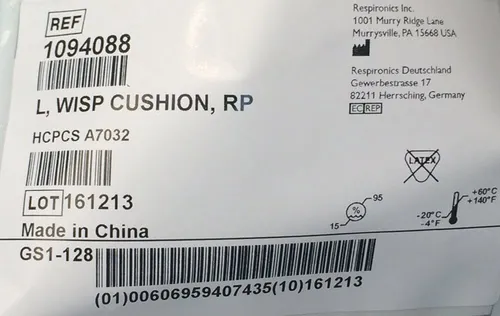 REF
1094088
L, WISP CUSHION, RP
HCPCS A7032
LOT 161213
Made in China
GS1-128
(01)00606959407435(10)161213
Respironics Inc.
1001 Murry Ridge Lane
Murrysville, PA 15668 USA
Respironics Deutschland
Gewerbestrasse 17
82211 Herrsching, Germany
EC REP
LATEX
%
95
15
+60°C
+140°F
-20°C
-4°F